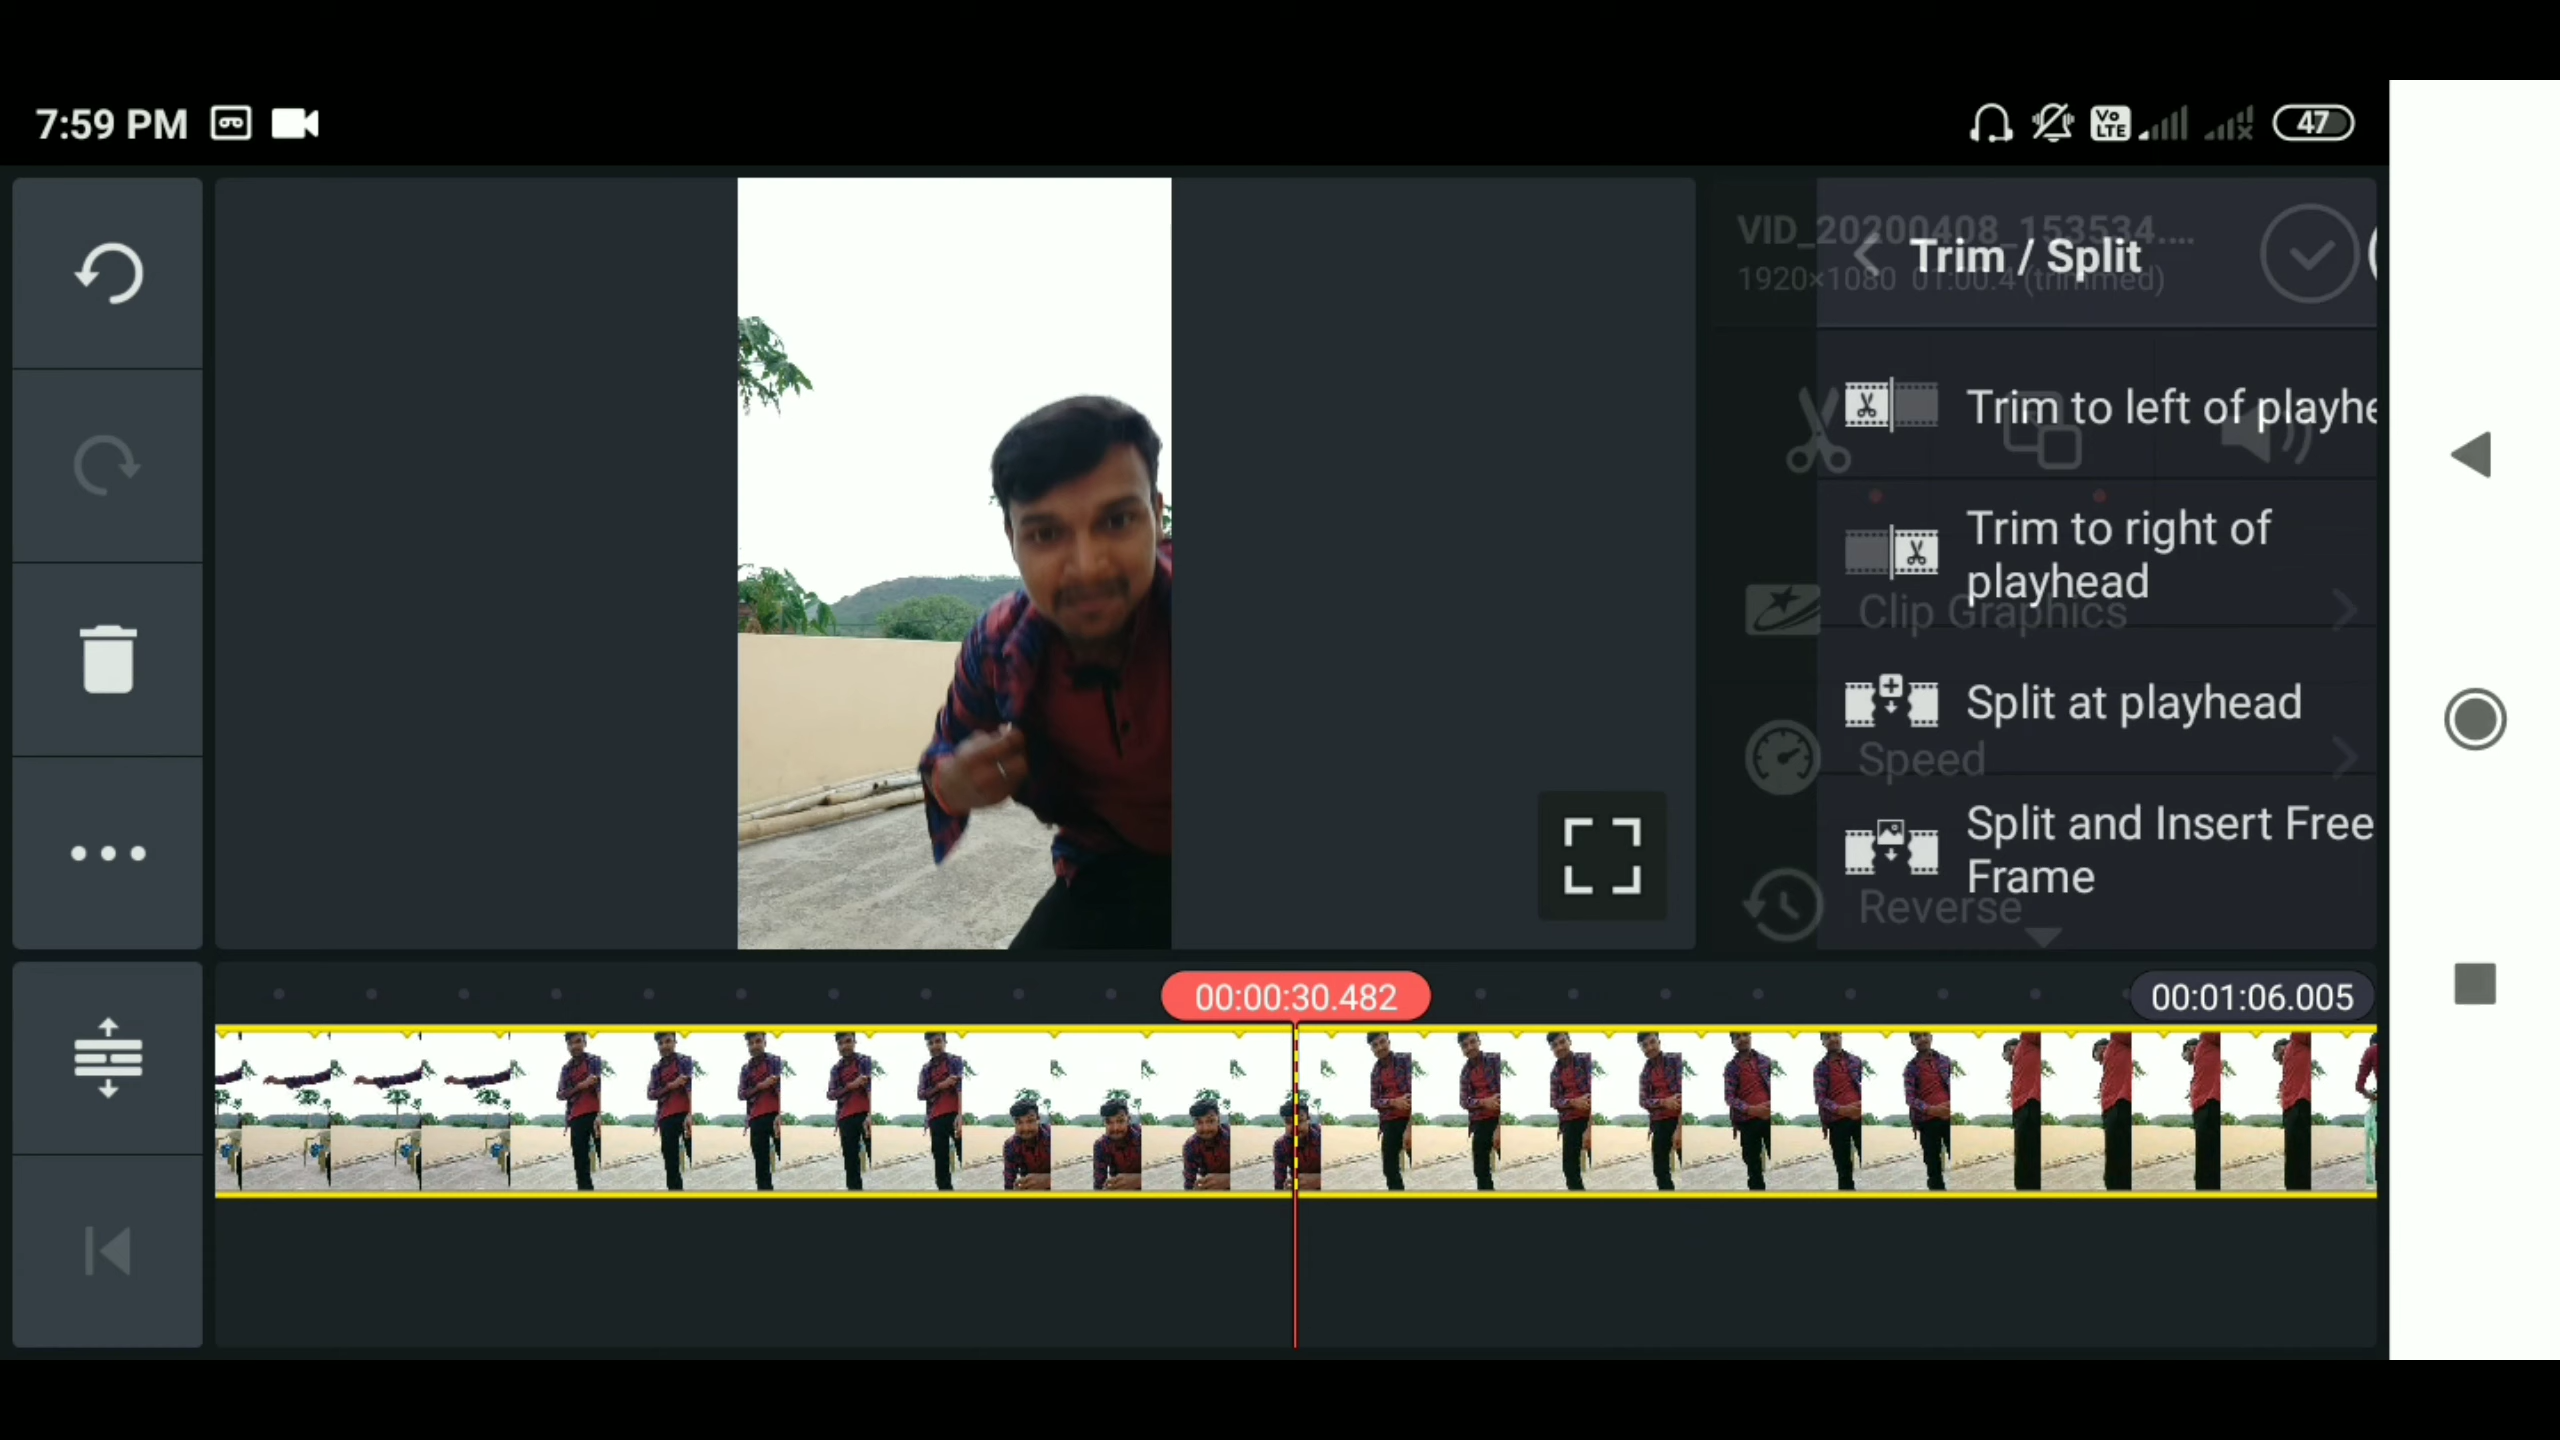 7:59 PM
Vo
LTE
47
VID_20200408_153534....
1920×1080 01:00.4 (trimmed)
Trim / Split
Trim to left of playhe
Trim to right of
playhead
Clip Graphics
Split at playhead
Speed
Split and Insert Free
Frame
Reverse
00:00:30.482
00:01:06.005